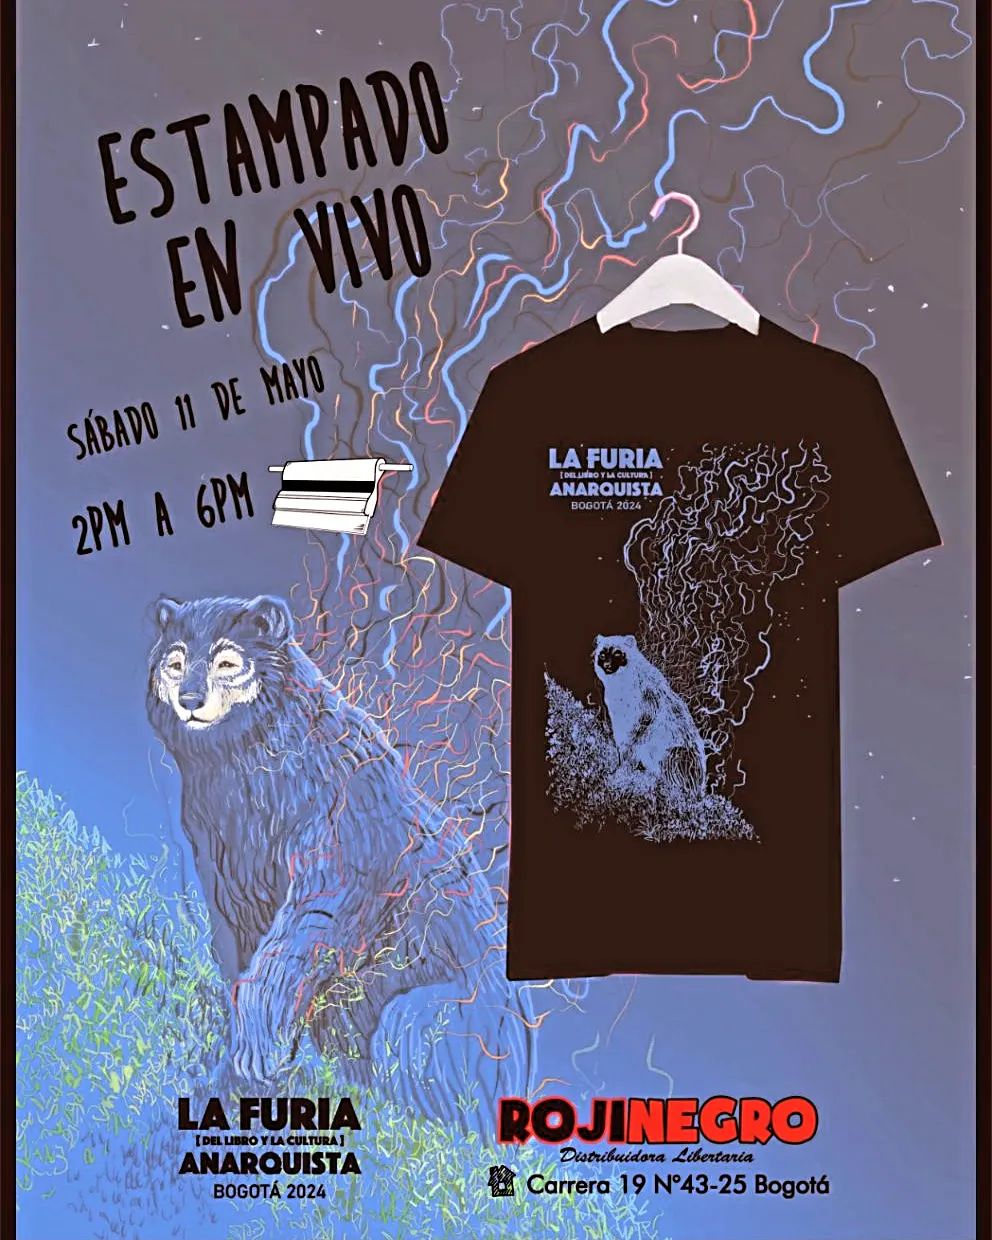 ESTAMPADO
EN VIVO
SÁBADO 11 DE MAYO
2PM A 6PM
LA FURIA
[ DEL LIBRO Y LA CULTURA ]
ANARQUISTA
BOGOTÁ 2024
LA FURIA
[ DEL LIBRO Y LA CULTURA ]
ANARQUISTA
BOGOTÁ 2024
ROJINEGRO
Distribuidora Libertaria
Carrera 19 N°43-25 Bogotá